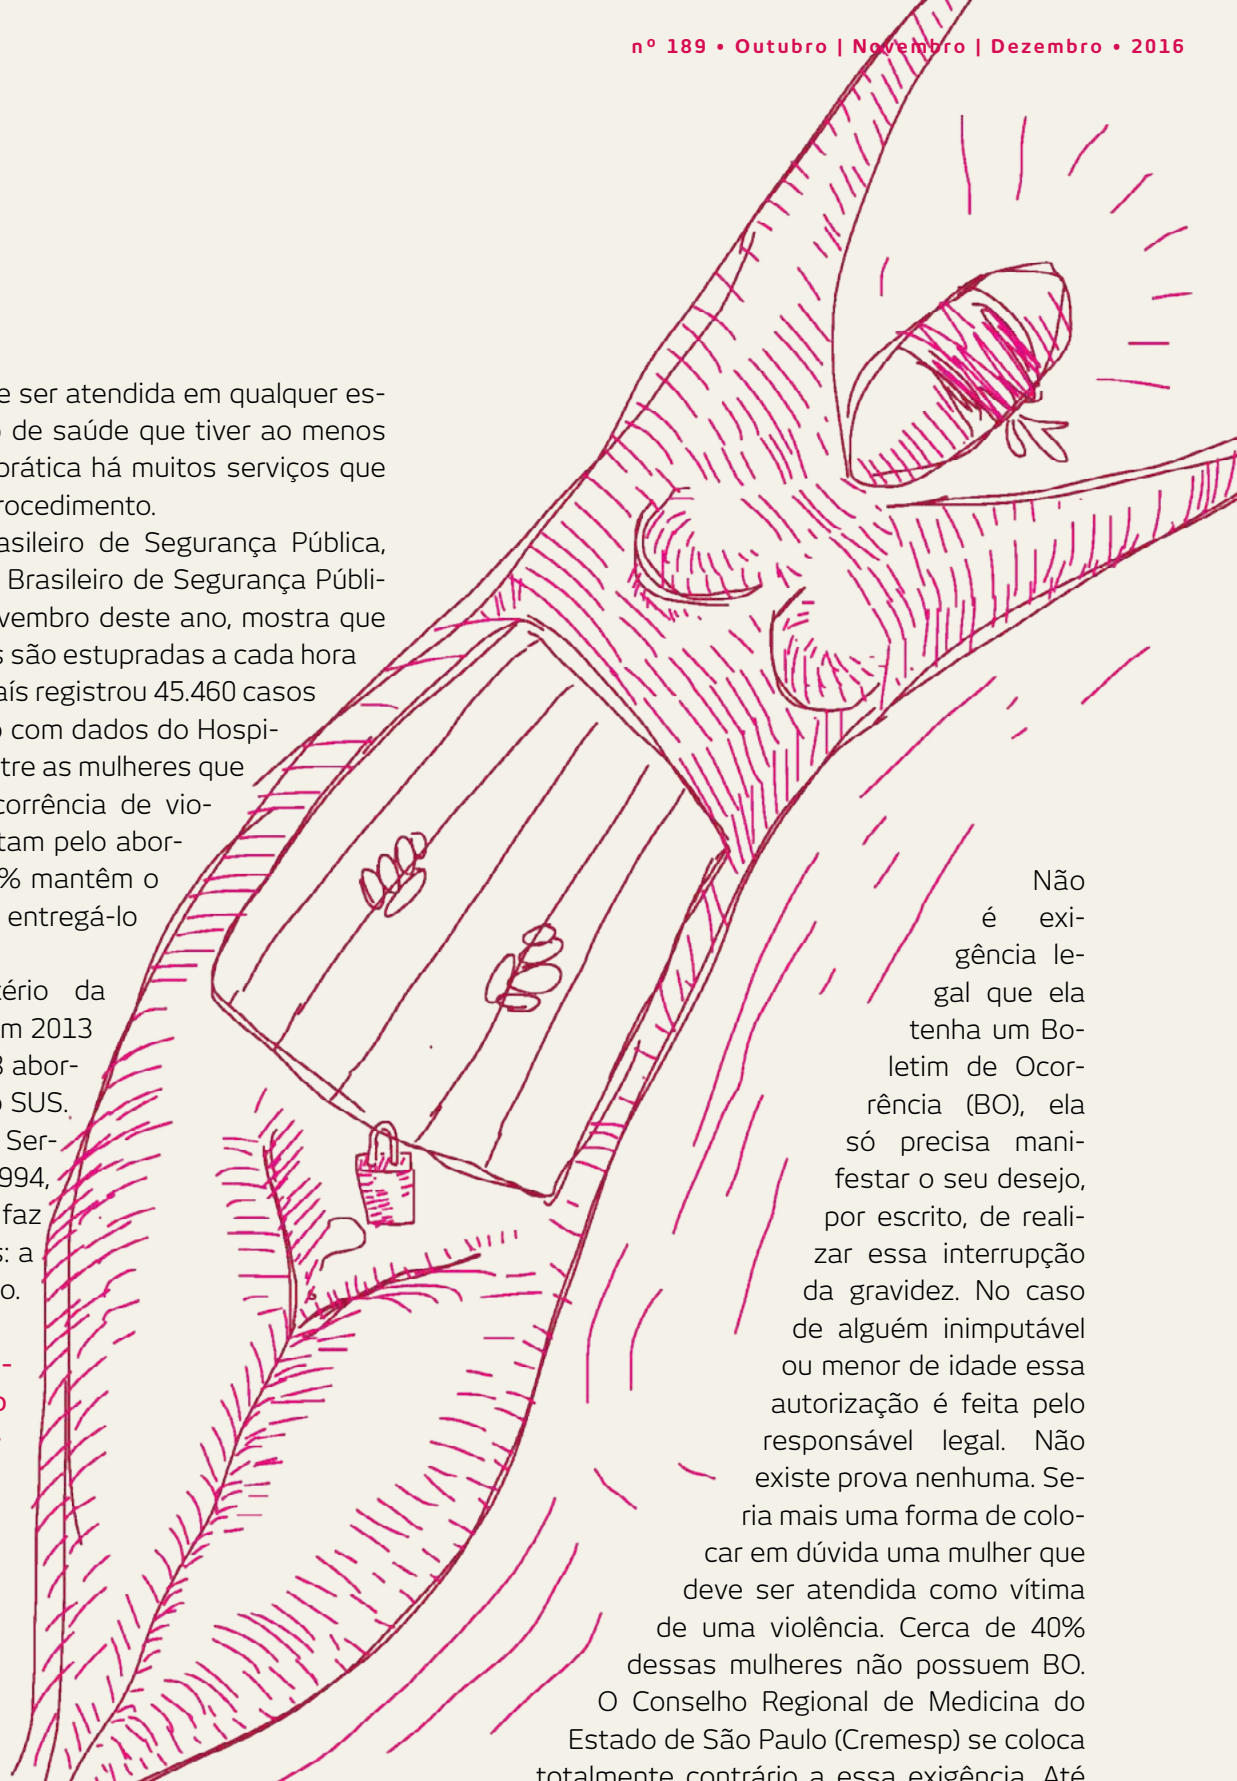 nº 189 • Outubro | Novembro | Dezembro • 2016
e ser atendida em qualquer es-
de saúde que tiver ao menos
prática há muitos serviços que
rocedimento.
asileiro de Segurança Pública,
Brasileiro de Segurança Públi-
vembro deste ano, mostra que
s são estupradas a cada hora
aís registrou 45.460 casos
o com dados do Hospi-
tre as mulheres que
corrência de vio-
tam pelo abor-
% mantêm o
entregá-lo
ério da
m 2013
3 abor-
o SUS.
Ser-
994,
faz
s: a
o.
-
o
Não
é exi-
gência le-
gal que ela
tenha um Bo-
letim de Ocor-
rência (BO), ela
só precisa mani-
festar o seu desejo,
por escrito, de reali-
zar essa interrupção
da gravidez. No caso
de alguém inimputável
ou menor de idade essa
autorização é feita pelo
responsável legal. Não
existe prova nenhuma. Se-
ria mais uma forma de colo-
car em dúvida uma mulher que
deve ser atendida como vítima
de uma violência. Cerca de 40%
dessas mulheres não possuem BO.
O Conselho Regional de Medicina do
Estado de São Paulo (Cremesp) se coloca
totalmente contrário a essa exigência. Até